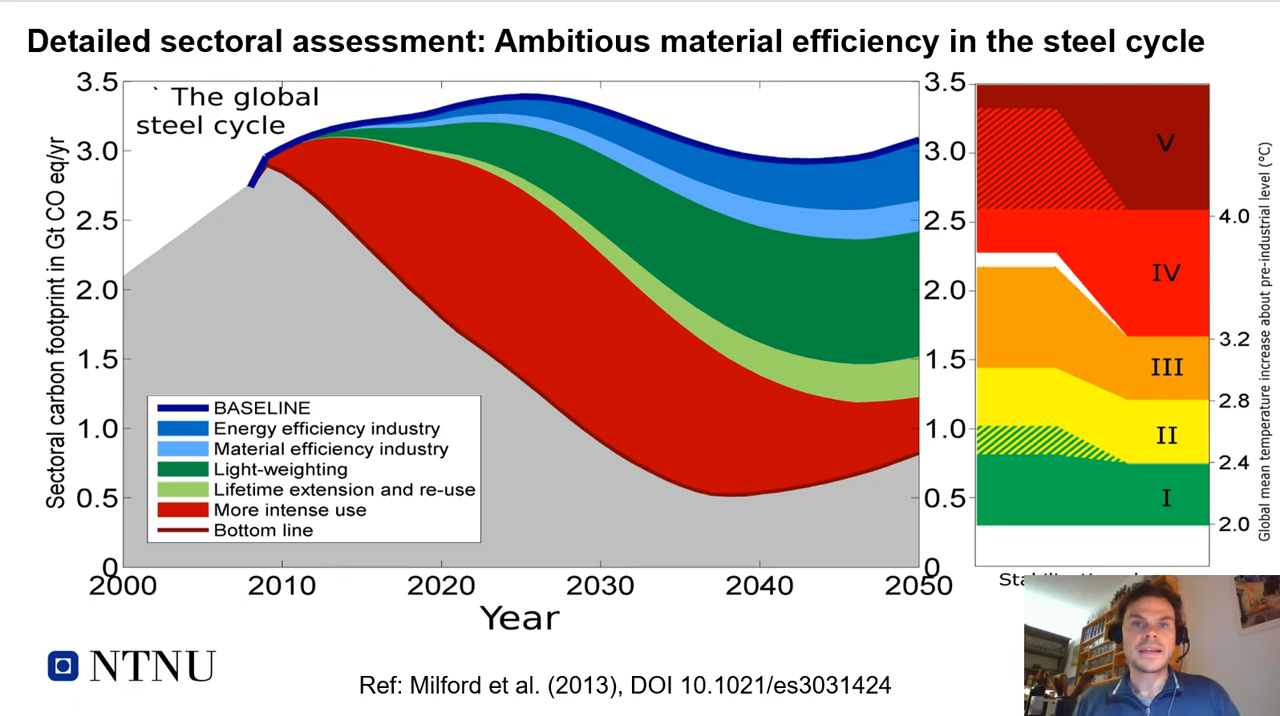 Detailed sectoral assessment: Ambitious material efficiency in the steel cycle
Sectoral carbon footprint in Gt CO eq/yr
3.5
3.0
2.5
2.0
1.5
1.0
0.5
0
` The global
steel cycle
BASELINE
Energy efficiency industry
Material efficiency industry
Light-weighting
Lifetime extension and re-use
More intense use
Bottom line
2000
2010
2020
2030
2040
2050
Year
3.5
3.0
2.5
2.0
1.5
1.0
0.5
0
V
IV
III
II
I
4.0
3.2
2.8
2.4
2.0
Global mean temperature increase about pre-industrial level (°C)
NTNU
Ref: Milford et al. (2013), DOI 10.1021/es3031424